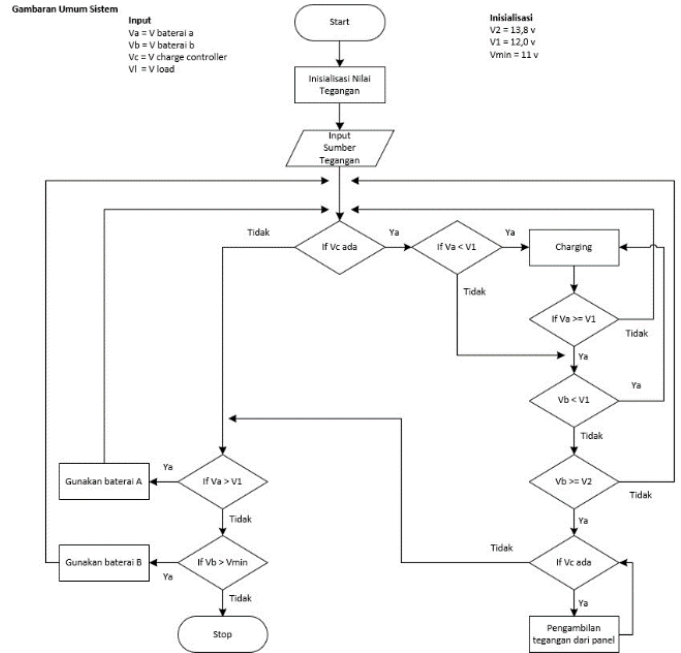 Gambaran Umum Sistem
Input
Va = V baterai a
Vb = V baterai b
Vc = V charge controller
Vl = V load
Inisialisasi
V2 = 13,8 v
V1 = 12,0 v
Vmin = 11 v
Start
Inisialisasi Nilai
Tegangan
Input
Sumber
Tegangan
Tidak
If Vc ada
Ya
If Va < V1
Ya
Charging
Tidak
If Va >= V1
Tidak
Ya
Vb < V1
Ya
Tidak
Vb >= V2
Tidak
Ya
If Vc ada
Tidak
Ya
Pengambilan
tegangan dari panel
If Va > V1
Ya
Gunakan baterai A
Tidak
If Vb > Vmin
Ya
Gunakan baterai B
Tidak
Stop